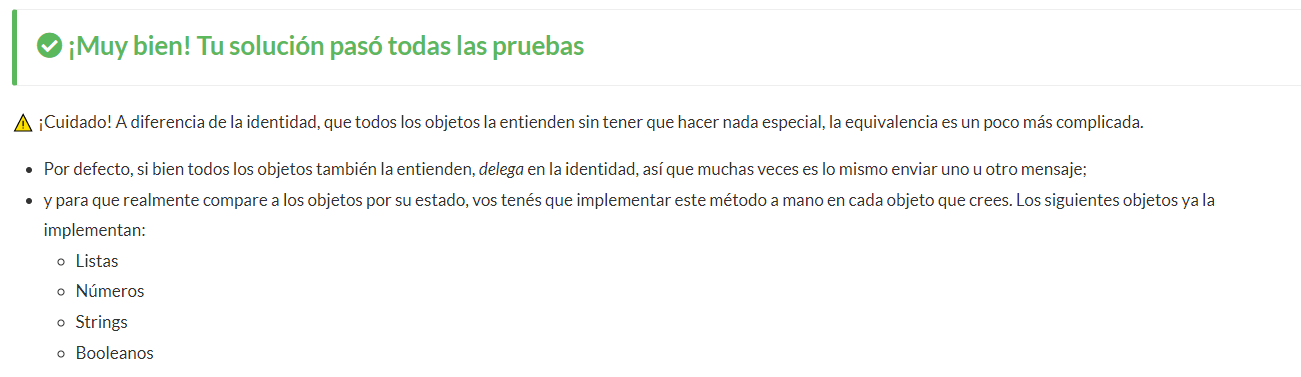 ¡Muy bien! Tu solución pasó todas las pruebas
¡Cuidado! A diferencia de la identidad, que todos los objetos la entienden sin tener que hacer nada especial, la equivalencia es un poco más complicada.
Por defecto, si bien todos los objetos también la entienden, delega en la identidad, así que muchas veces es lo mismo enviar uno u otro mensaje;
y para que realmente compare a los objetos por su estado, vos tenés que implementar este método a mano en cada objeto que crees. Los siguientes objetos ya la
implementan:
Listas
Números
Strings
Booleanos